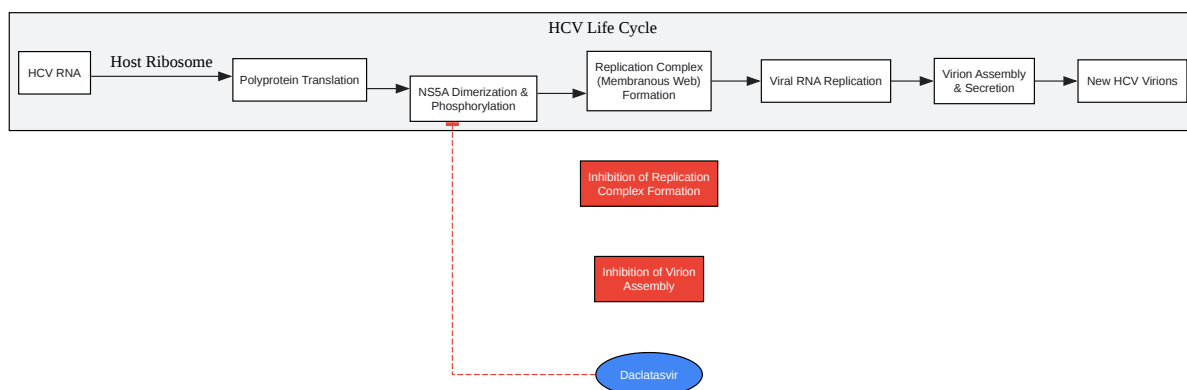 HCV Life Cycle
HCV RNA
Host Ribosome
Polyprotein Translation
NS5A Dimerization &
Phosphorylation
Replication Complex
(Membranous Web)
Formation
Viral RNA Replication
Virion Assembly
& Secretion
New HCV Virions
Inhibition of Replication
Complex Formation
Inhibition of Virion
Assembly
Daclatasvir